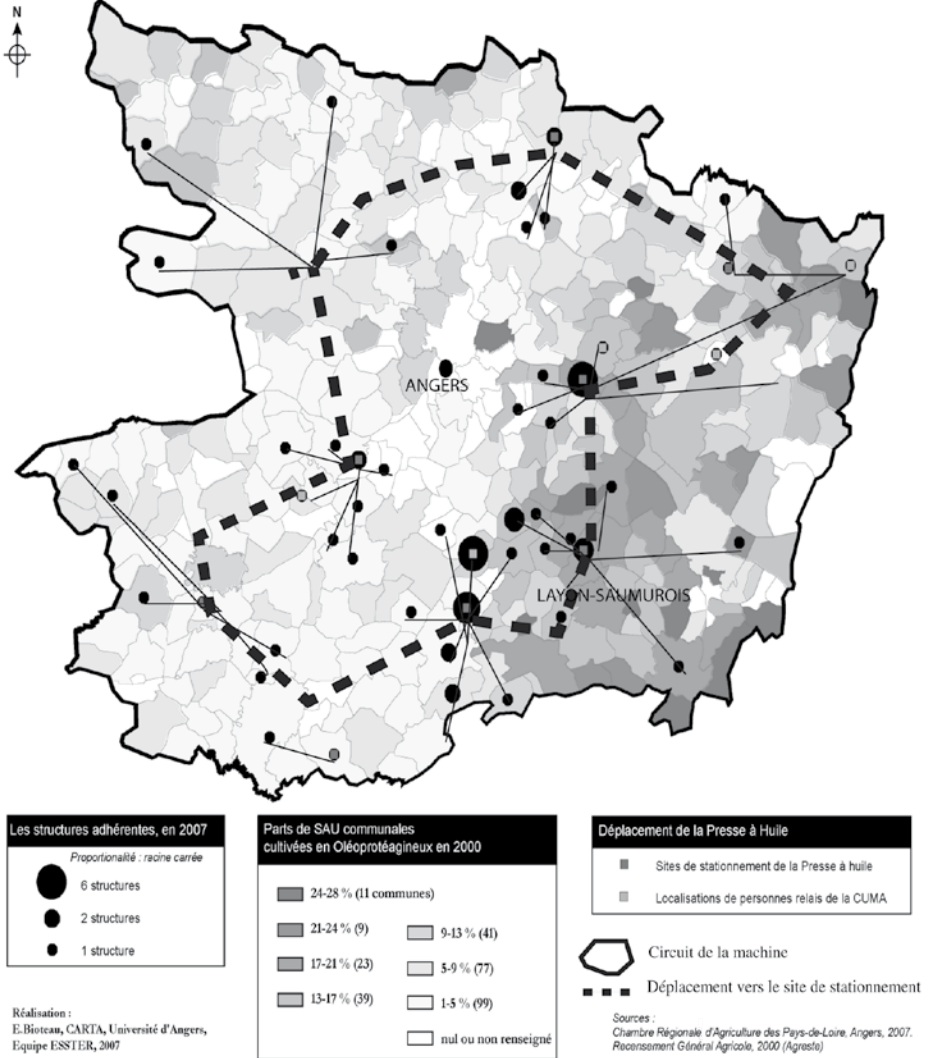 N
ANGERS
LAYON-SAUMUROIS
Les structures adhérentes, en 2007
Proportionalité : racine carrée
6 structures
2 structures
1 structure
Réalisation :
E.Bioteau, CARTA, Université d'Angers,
Equipe ESSTER, 2007
Parts de SAU communales
cultivées en Oléoprotéagineux en 2000
24-28 % (11 communes)
21-24 % (9)
17-21 % (23)
13-17 % (39)
9-13 % (41)
5-9 % (77)
1-5 % (99)
nul ou non renseigné
Déplacement de la Presse à Huile
Sites de stationnement de la Presse à huile
Localisations de personnes relais de la CUMA
Circuit de la machine
Déplacement vers le site de stationnement
Sources :
Chambre Régionale d'Agriculture des Pays-de-Loire, Angers, 2007.
Recensement Général Agricole, 2000 (Agreste)